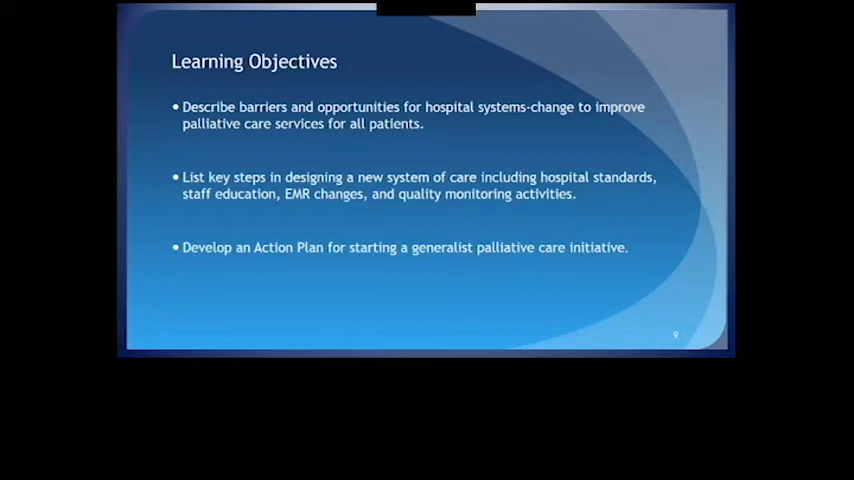 Learning Objectives
• Describe barriers and opportunities for hospital systems-change to improve
palliative care services for all patients.
• List key steps in designing a new system of care including hospital standards,
staff education, EMR changes, and quality monitoring activities.
• Develop an Action Plan for starting a generalist palliative care initiative.
9